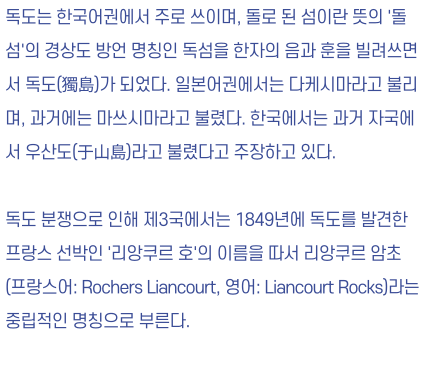 독도는 한국어권에서 주로 쓰이며, 돌로 된 섬이란 뜻의 '돌
섬'의 경상도 방언 명칭인 독섬을 한자의 음과 훈을 빌려쓰면
서 독도(獨島)가 되었다. 일본어권에서는 다케시마라고 불리
며, 과거에는 마쓰시마라고 불렸다. 한국에서는 과거 자국에
서 우산도(于山島)라고 불렸다고 주장하고 있다.
독도 분쟁으로 인해 제3국에서는 1849년에 독도를 발견한
프랑스 선박인 '리앙쿠르 호'의 이름을 따서 리앙쿠르 암초
(프랑스어: Rochers Liancourt, 영어: Liancourt Rocks)라는
중립적인 명칭으로 부른다.